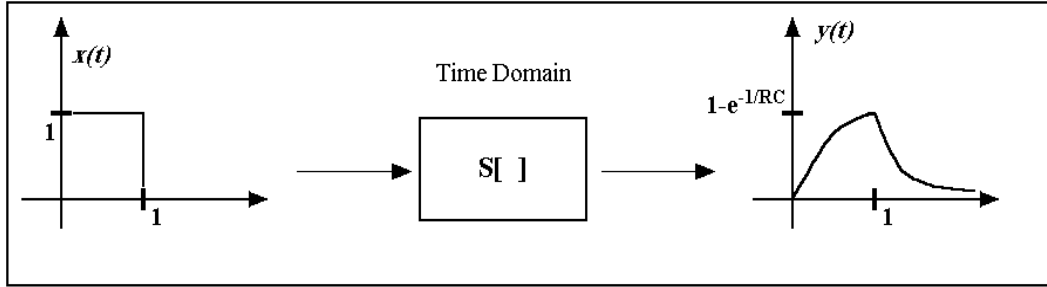 x(t)
1
1
Time Domain
S[ ]
y(t)
1-e^-1/RC
1